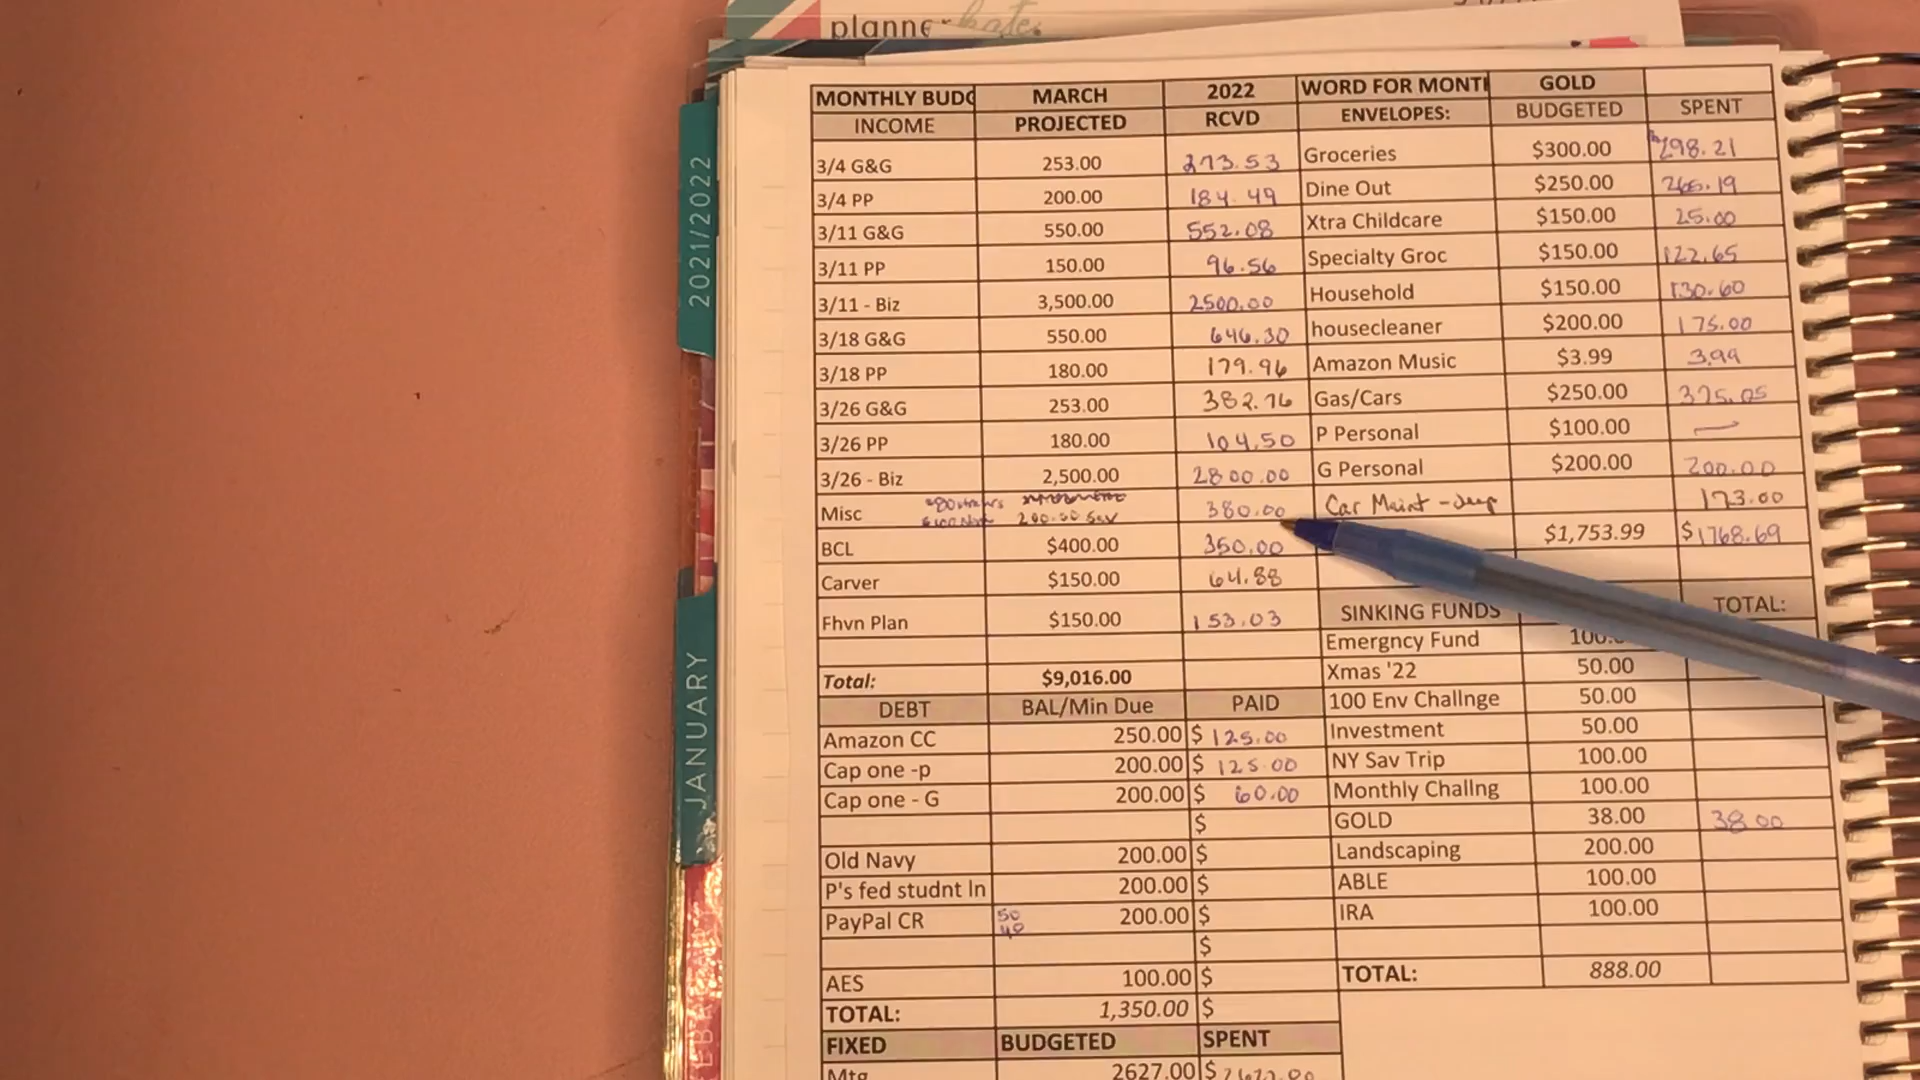 planner kate.
2021/2022
JANUARY
MONTHLY BUDG MARCH 2022 WORD FOR MONTH GOLD
INCOME PROJECTED RCVD ENVELOPES: BUDGETED SPENT
3/4 G&G 253.00 273.53 Groceries $300.00 298.21
3/4 PP 200.00 184.49 Dine Out $250.00 265.19
3/11 G&G 550.00 552.08 Xtra Childcare $150.00 25.00
3/11 PP 150.00 96.56 Specialty Groc $150.00 122.65
3/11 - Biz 3,500.00 2500.00 Household $150.00 130.60
3/18 G&G 550.00 646.30 housecleaner $200.00 175.00
3/18 PP 180.00 179.96 Amazon Music $3.99 3.99
3/26 G&G 253.00 382.76 Gas/Cars $250.00 375.05
3/26 PP 180.00 104.50 P Personal $100.00 —
3/26 - Biz 2,500.00 2800.00 G Personal $200.00 200.00
Misc 200.00 Sav 380.00 Car Maint - Jeep 173.00
BCL $400.00 350.00 $1,753.99 $1768.69
Carver $150.00 64.88
Fhvn Plan $150.00 153.03 SINKING FUNDS TOTAL:
Emergncy Fund 100.
Total: $9,016.00 Xmas '22 50.00
DEBT BAL/Min Due PAID 100 Env Challnge 50.00
Amazon CC 250.00 $ 125.00 Investment 50.00
Cap one -p 200.00 $ 125.00 NY Sav Trip 100.00
Cap one - G 200.00 $ 60.00 Monthly Challng 100.00
$ GOLD 38.00 38.00
Old Navy 200.00 $ Landscaping 200.00
P's fed studnt ln 200.00 $ ABLE 100.00
PayPal CR 50 40 200.00 $ IRA 100.00
$
AES 100.00 $ TOTAL: 888.00
TOTAL: 1,350.00 $
FIXED BUDGETED SPENT
Mtg 2627.00 $